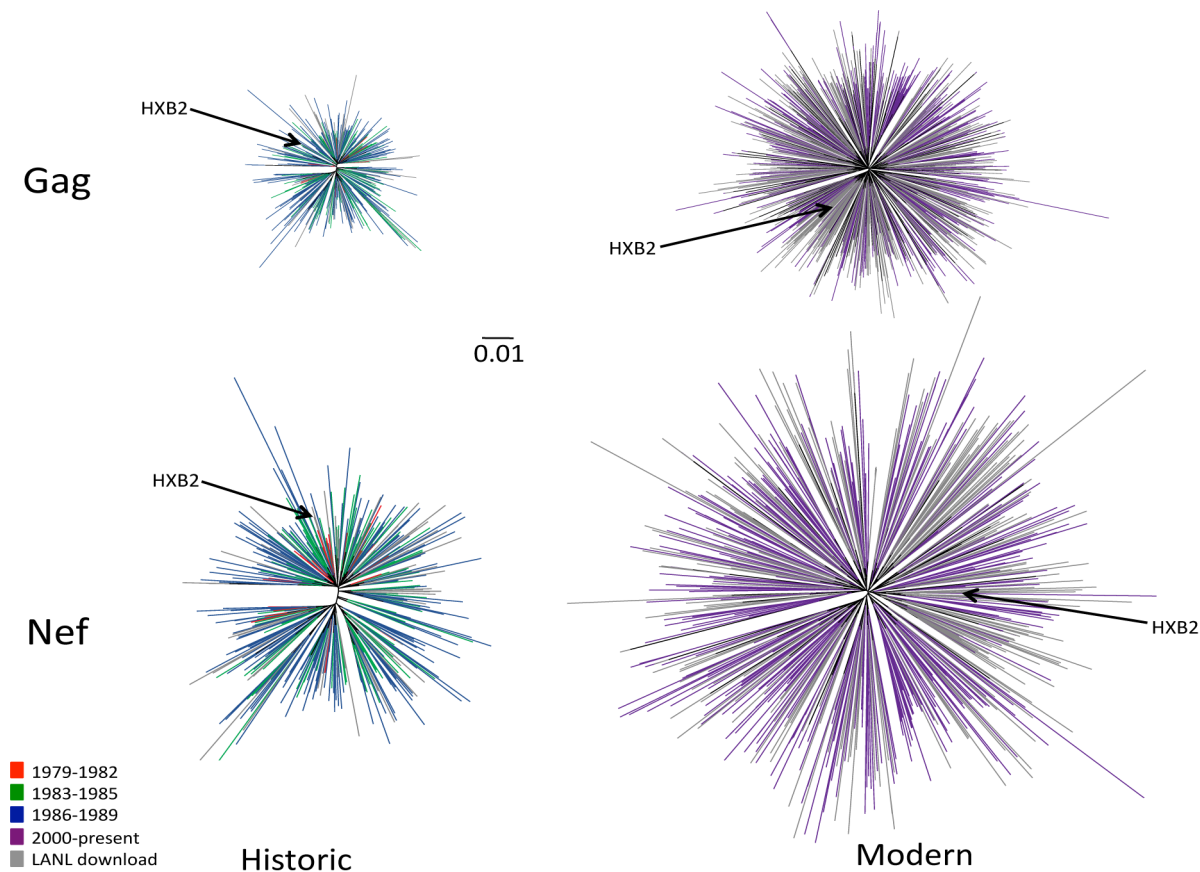 HXB2
Gag
HXB2
0.01
HXB2
Nef
HXB2
1979-1982
1983-1985
1986-1989
2000-present
LANL download
Historic
Modern